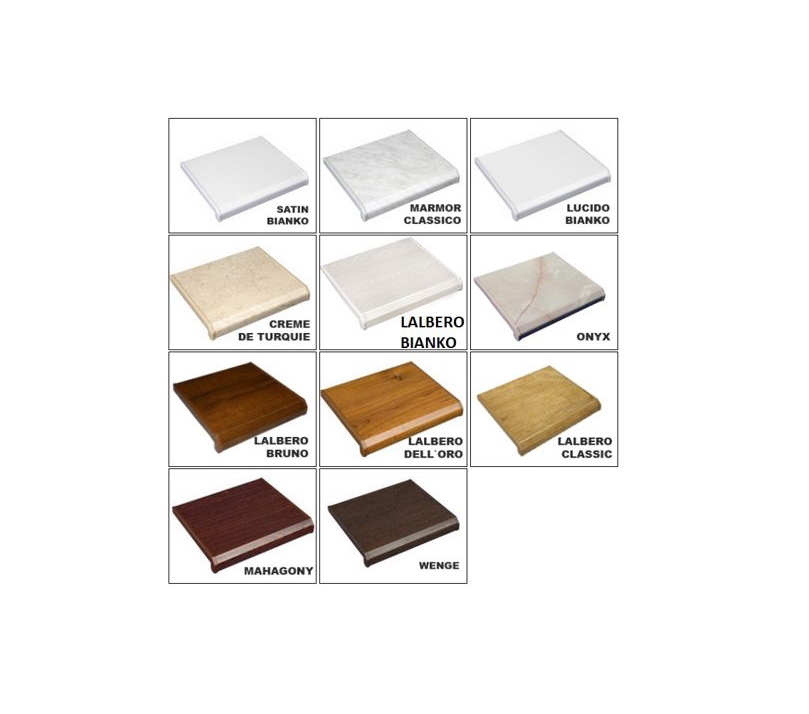 SATIN
BIANKO
MARMOR
CLASSICO
LUCIDO
BIANKO
CREME
DE TURQUIE
LALBERO
BIANKO
ONYX
LALBERO
BRUNO
LALBERO
DELL`ORO
LALBERO
CLASSIC
MAHAGONY
WENGE